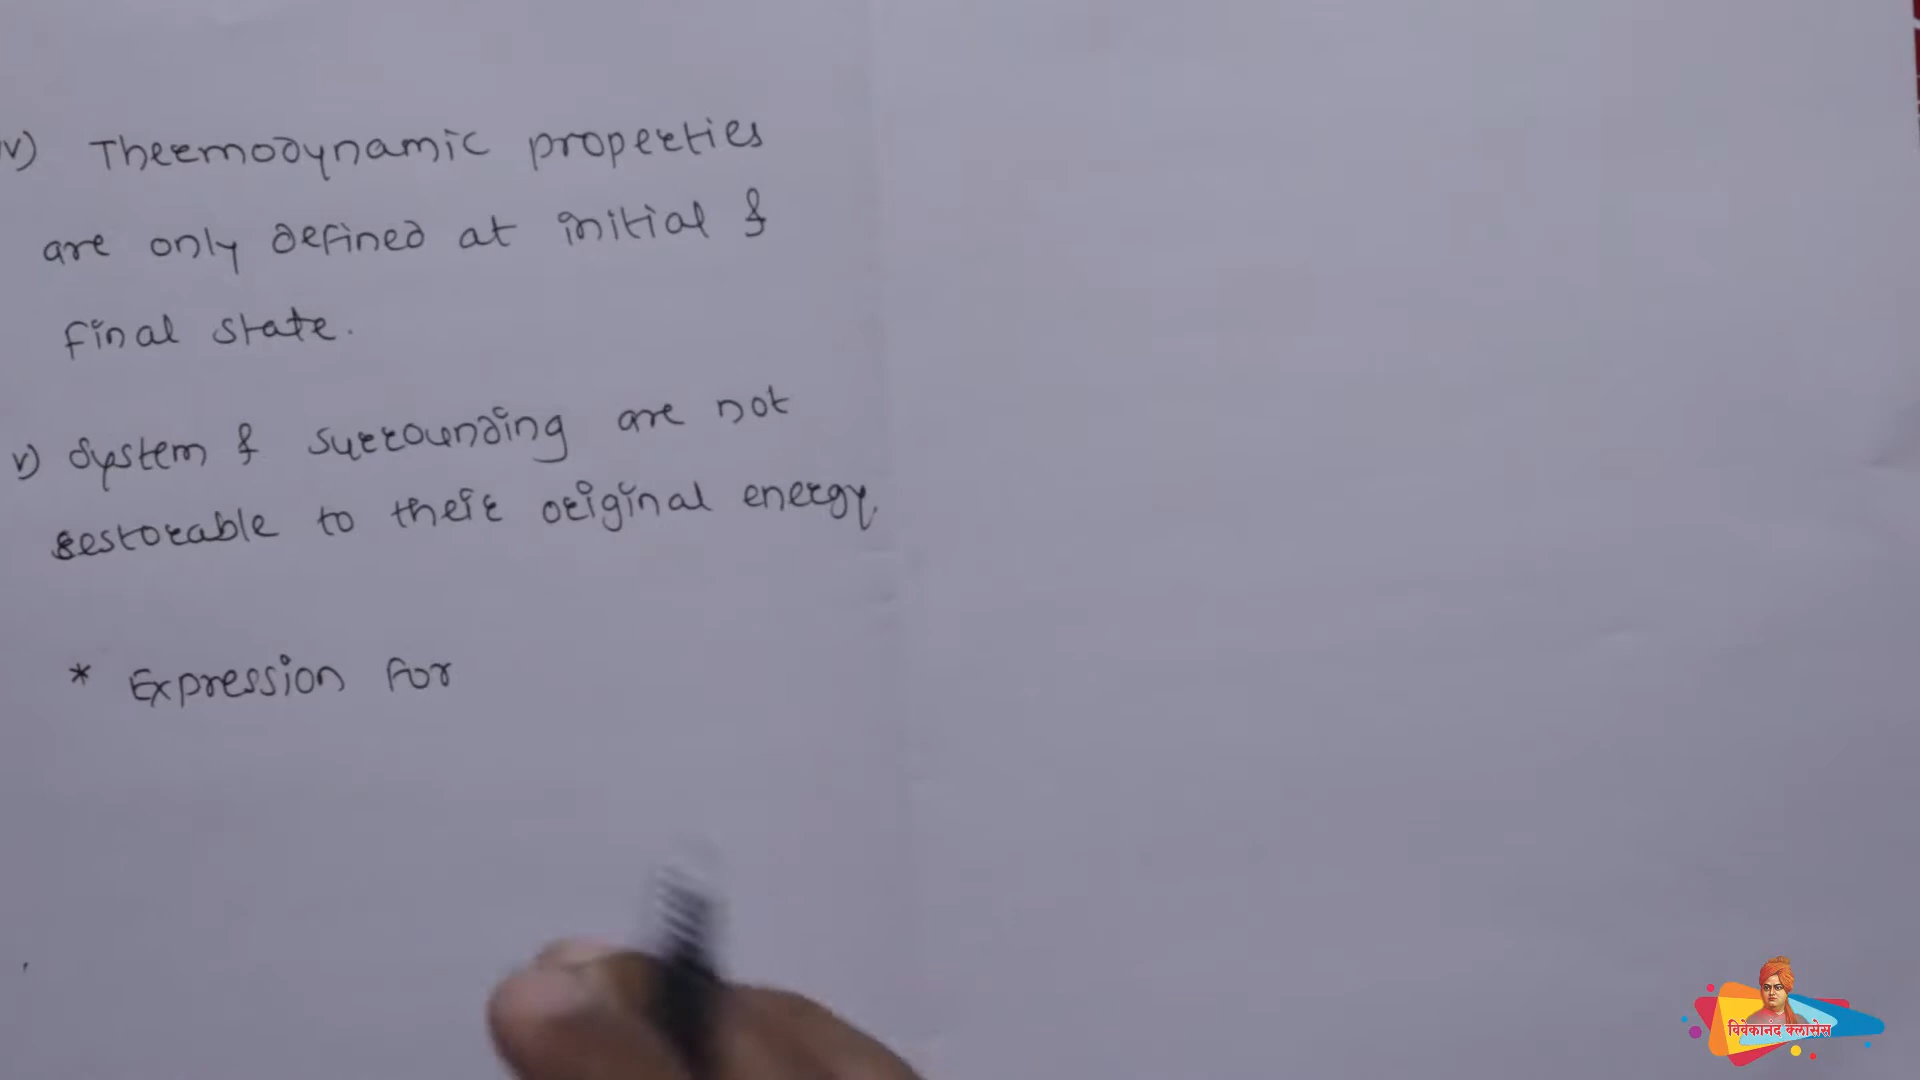 iv) Thermodynamic properties
are only defined at initial &
final state.
v) System & surrounding are not
restorable to their original energy.
* Expression for
विवेकानंद क्लासेस